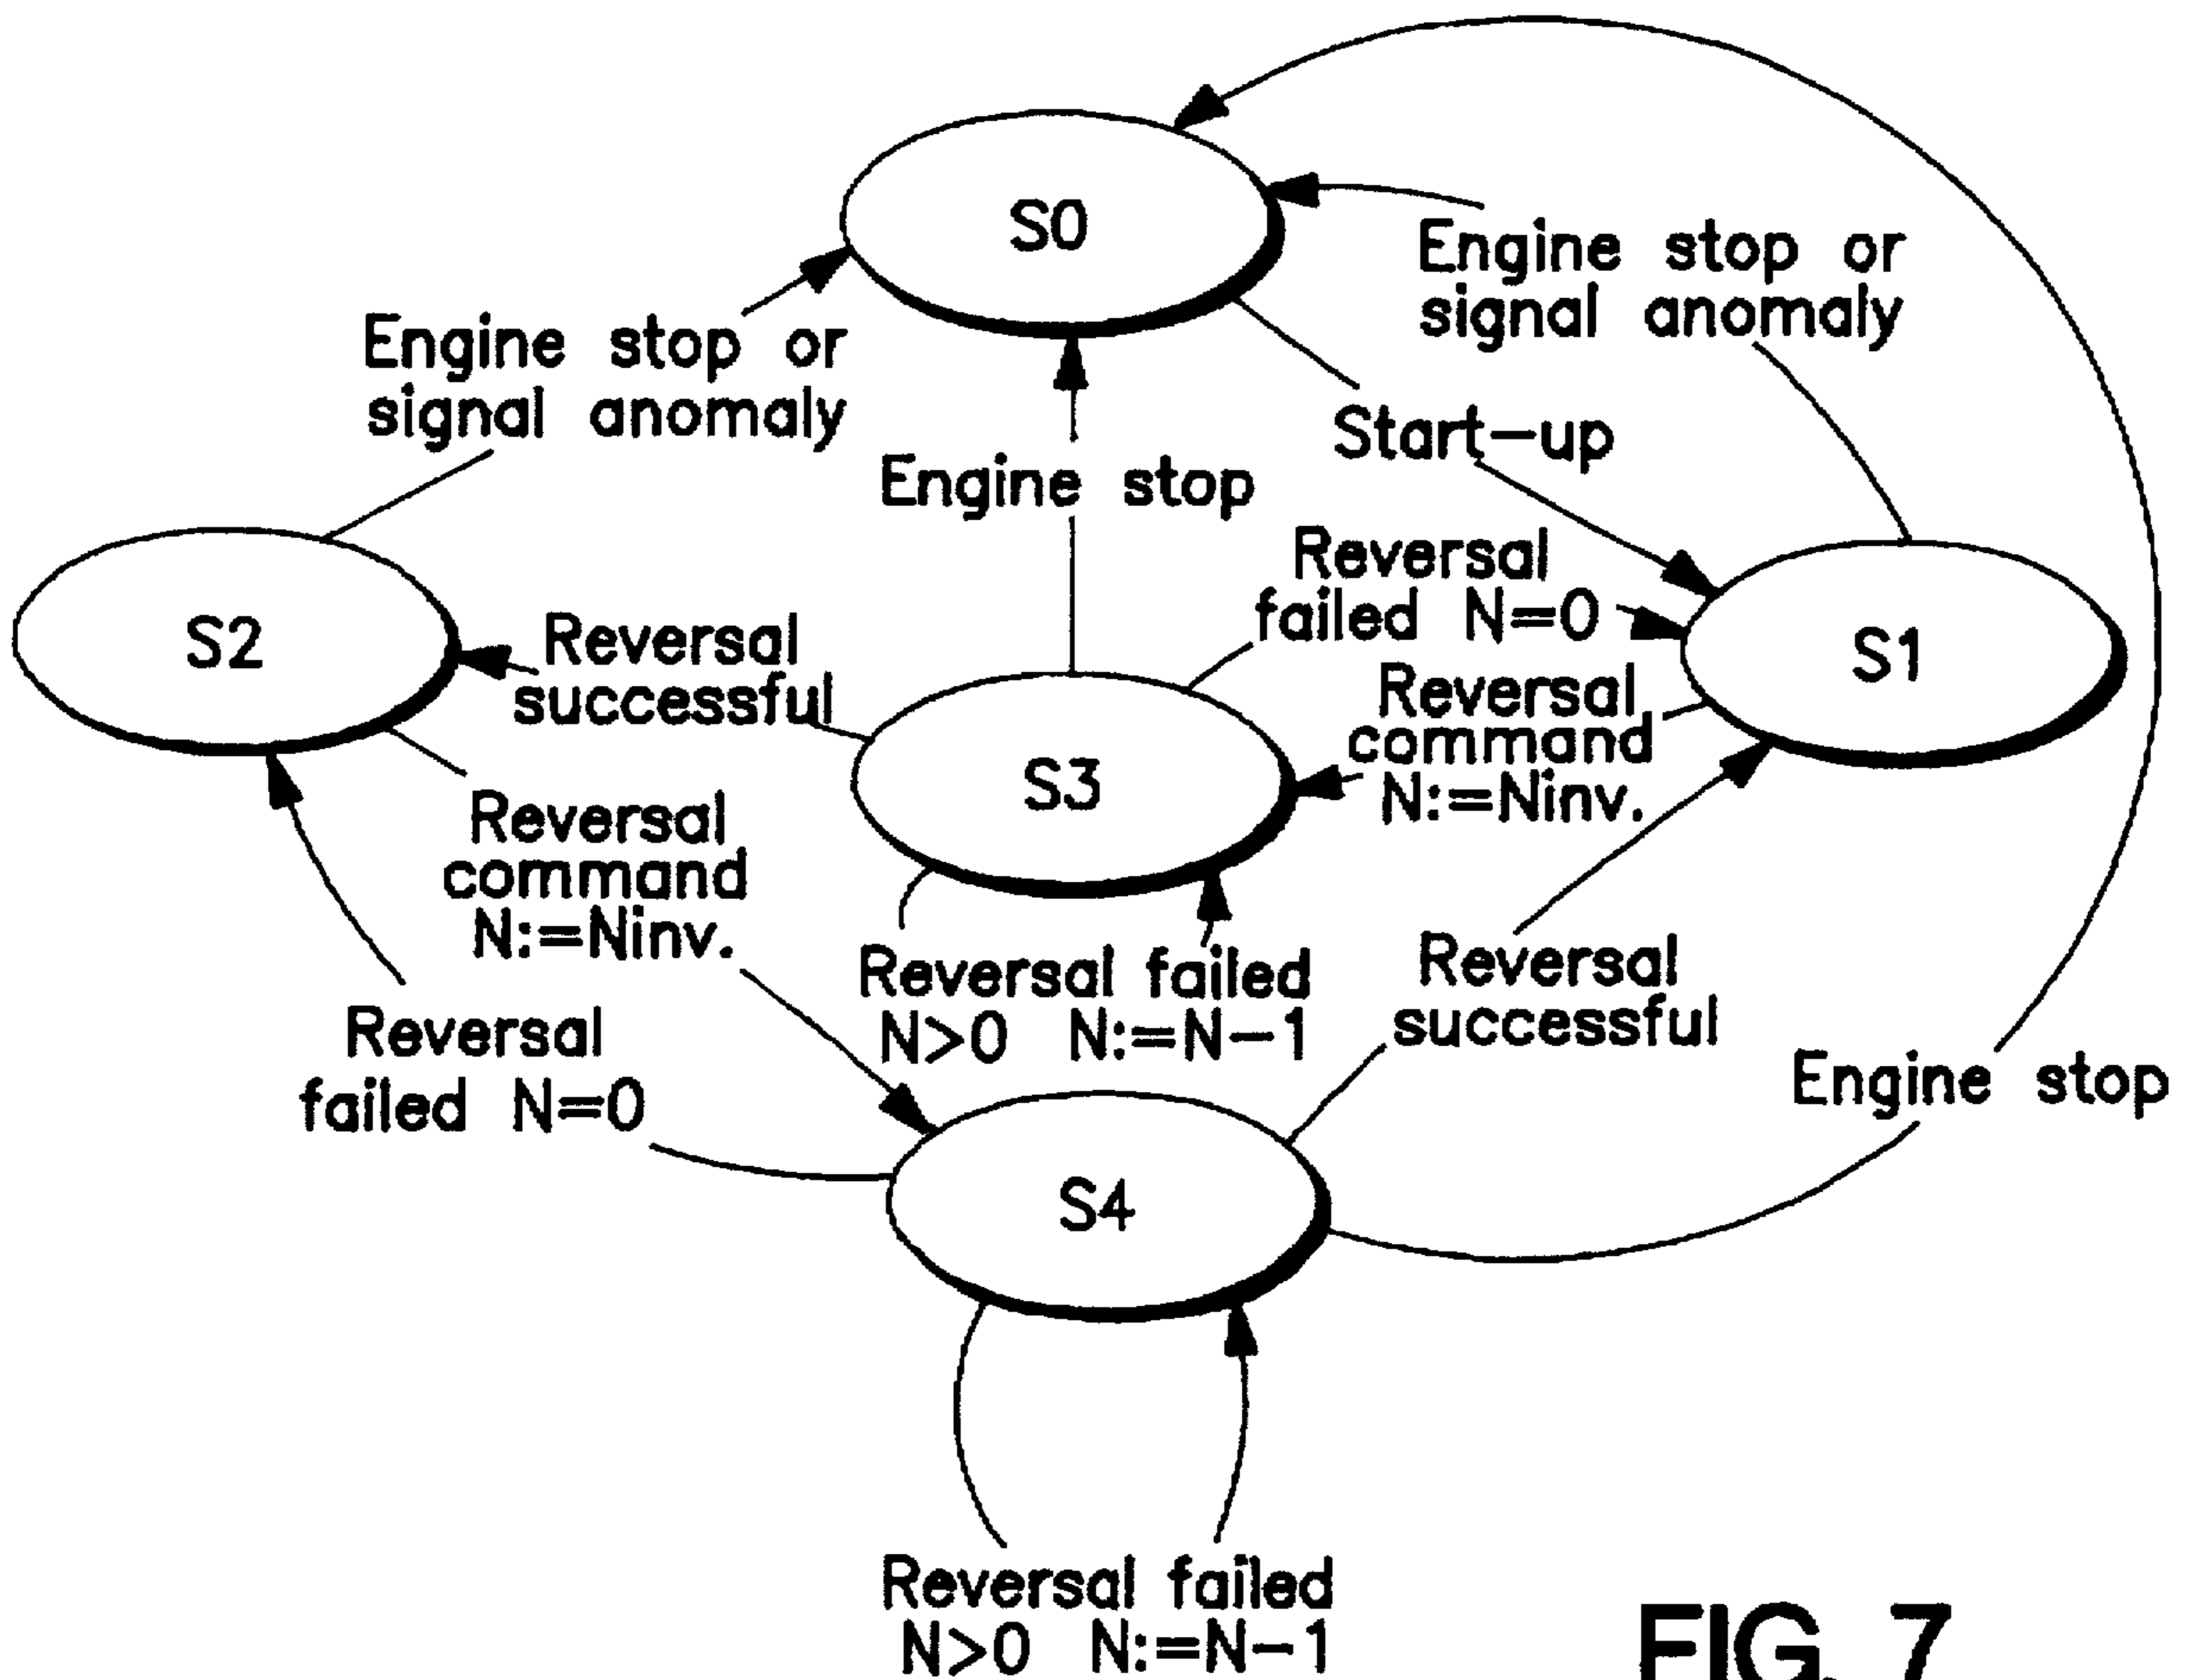 S0
Engine stop or
signal anomaly
Engine stop or
signal anomaly
Start-up
Engine stop
Reversal
failed N=0
S2
Reversal
successful
S1
Reversal
command
N:=Ninv.
S3
Reversal
command
N:=Ninv.
Reversal failed
N>0 N:=N-1
Reversal
successful
Reversal
failed N=0
Engine stop
S4
Reversal failed
N>0 N:=N-1
FIG. 7